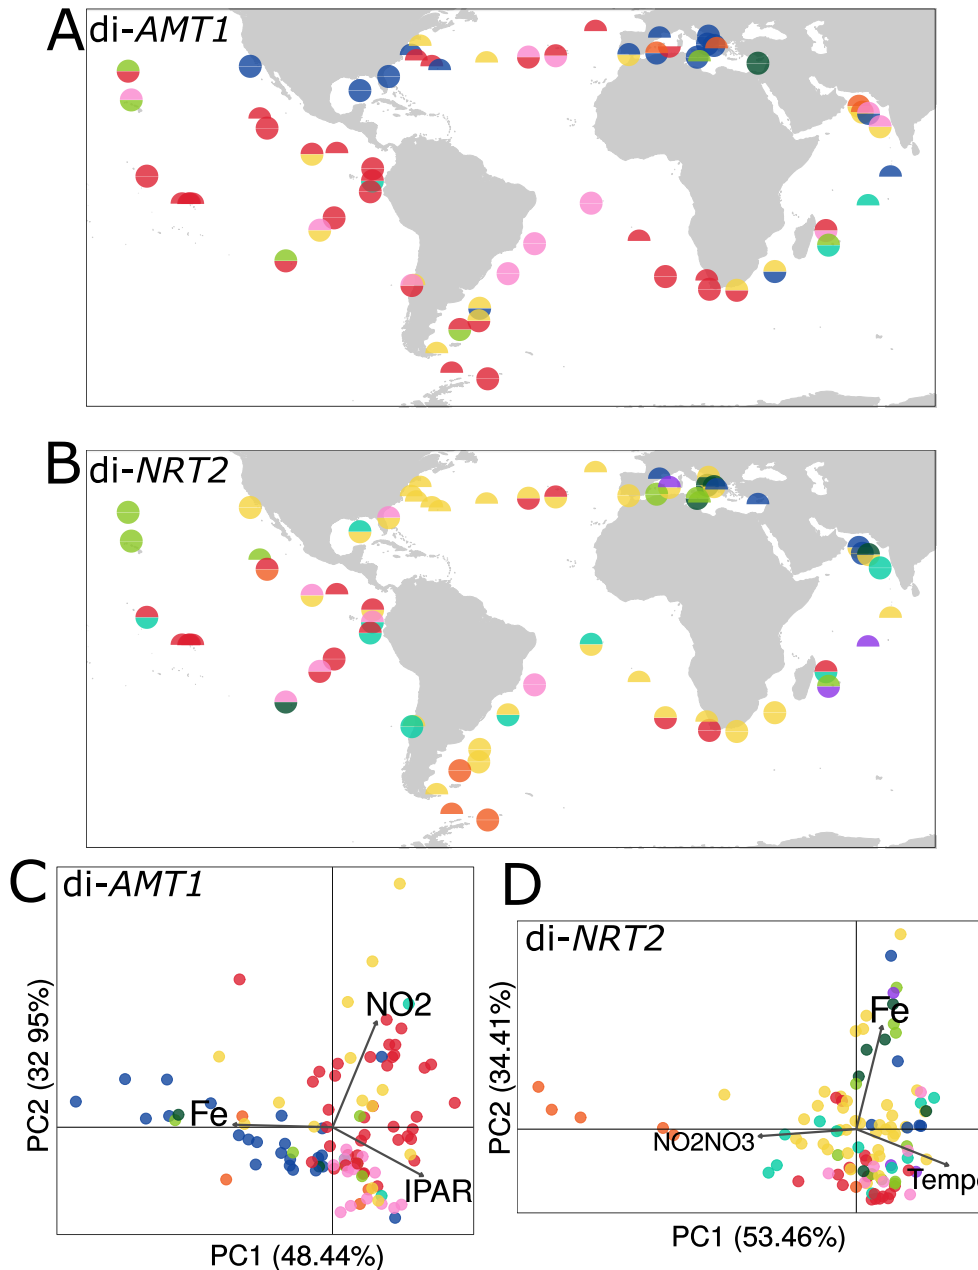 A di-AMT1
B di-NRT2
C di-AMT1
PC2 (32 95%)
NO2
Fe
IPAR
PC1 (48.44%)
D
di-NRT2
PC2 (34.41%)
Fe
NO2NO3
Tempe
PC1 (53.46%)